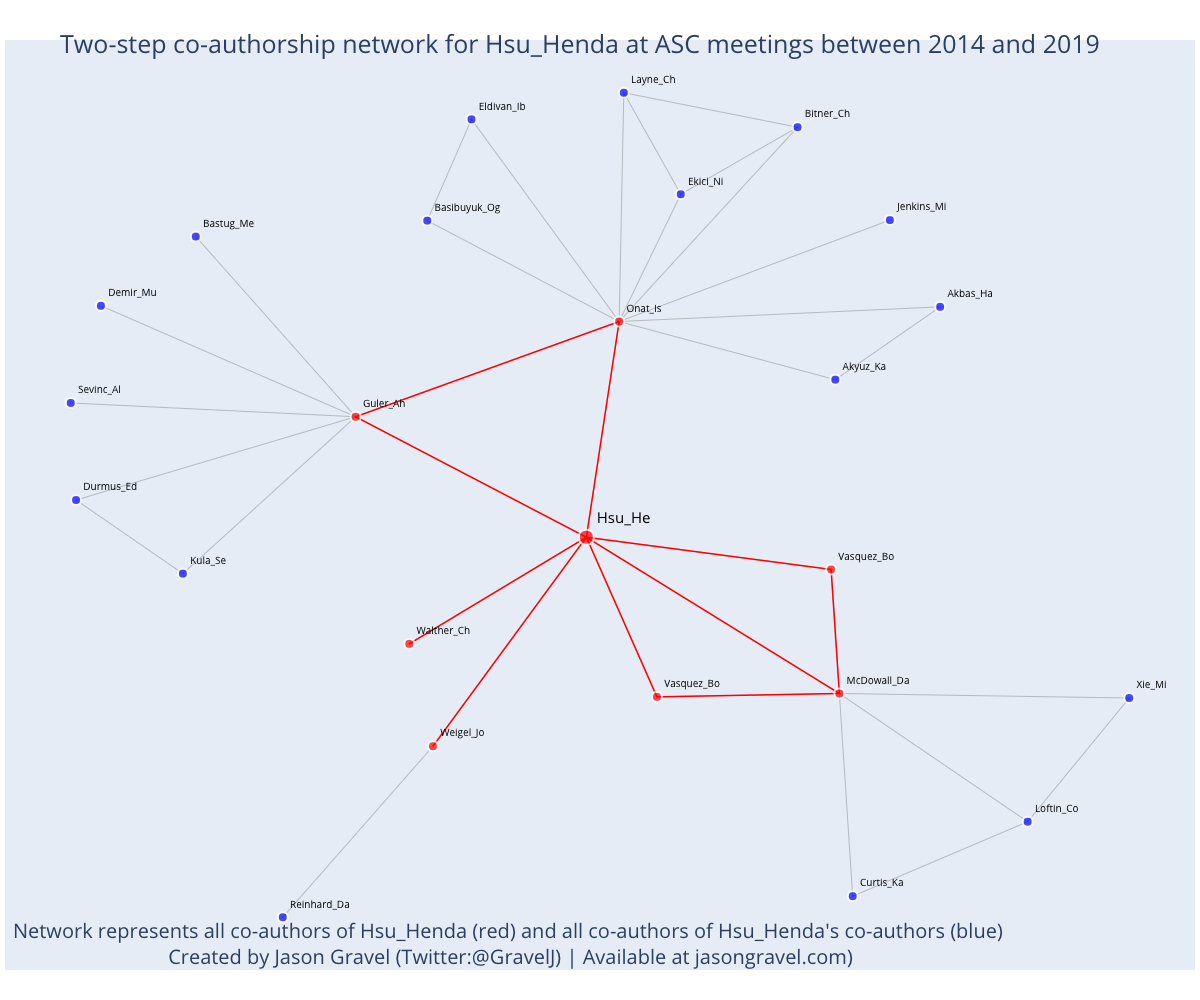 Two-step co-authorship network for Hsu_Henda at ASC meetings between 2014 and 2019
Layne_Ch
Eldivan_Ib
Bitner_Ch
Ekici_Ni
Basibuyuk_Og
Jenkins_Mi
Bastug_Me
Demir_Mu
Akbas_Ha
Onat_Is
Akyuz_Ka
Sevinc_Al
Guler_Ah
Durmus_Ed
Hsu_He
Kula_Se
Vasquez_Bo
Walther_Ch
McDowall_Da
Vasquez_Bo
Xie_Mi
Weigel_Jo
Loftin_Co
Curtis_Ka
Reinhard_Da
Network represents all co-authors of Hsu_Henda (red) and all co-authors of Hsu_Henda's co-authors (blue)
Created by Jason Gravel (Twitter:@GravelJ) | Available at jasongravel.com)